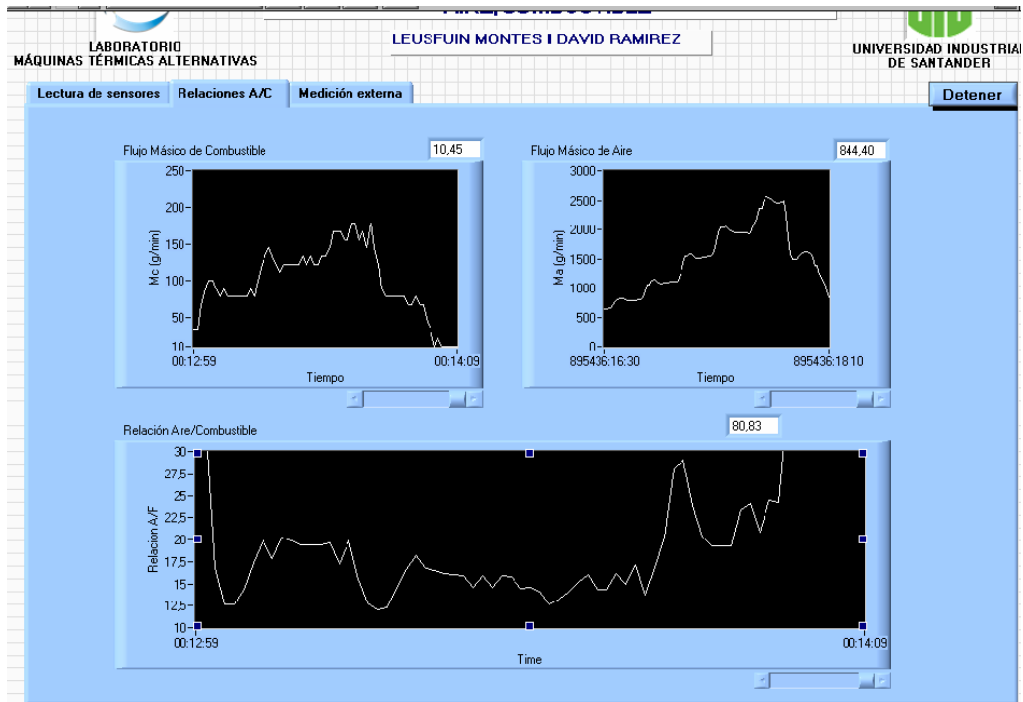 AIRE/COMBUSTIBLE
LEUSFUIN MONTES I DAVID RAMIREZ
LABORATORIO
MÁQUINAS TÉRMICAS ALTERNATIVAS
UNIVERSIDAD INDUSTRIAL
DE SANTANDER
Lectura de sensores Relaciones A/C Medición externa
Detener
Flujo Másico de Combustible 10,45
250
200
150
100
50
10
Mc (g/min)
00:12:59 00:14:09
Tiempo
Flujo Másico de Aire 844,40
3000
2500
2000
1500
1000
500
0
Ma (g/min)
895436:16:30 895436:18:10
Tiempo
Relación Are/Combustible 80,83
30
27,5
25
22,5
20
17,5
15
12,5
10
Relacion A/F
00:12:59 00:14:09
Time